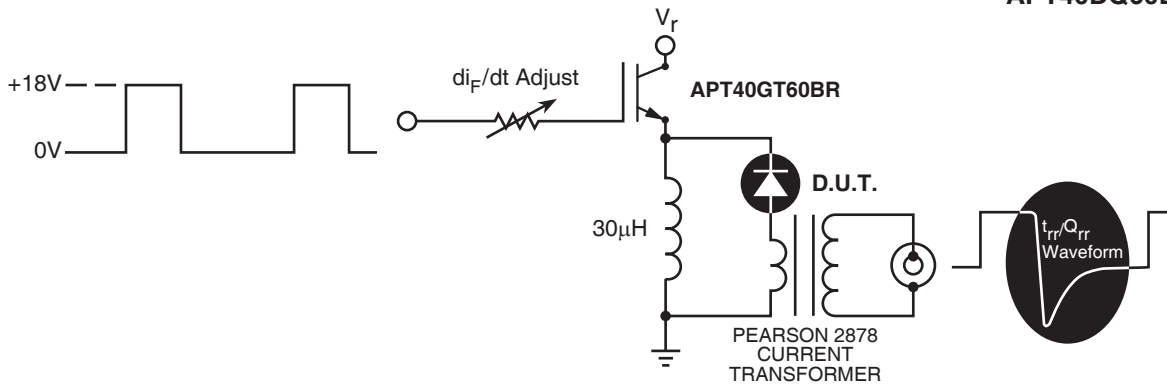 V_r
+18V
0V
di_F/dt Adjust
APT40GT60BR
D.U.T.
30μH
t_rr/Q_rr
Waveform
PEARSON 2878
CURRENT
TRANSFORMER